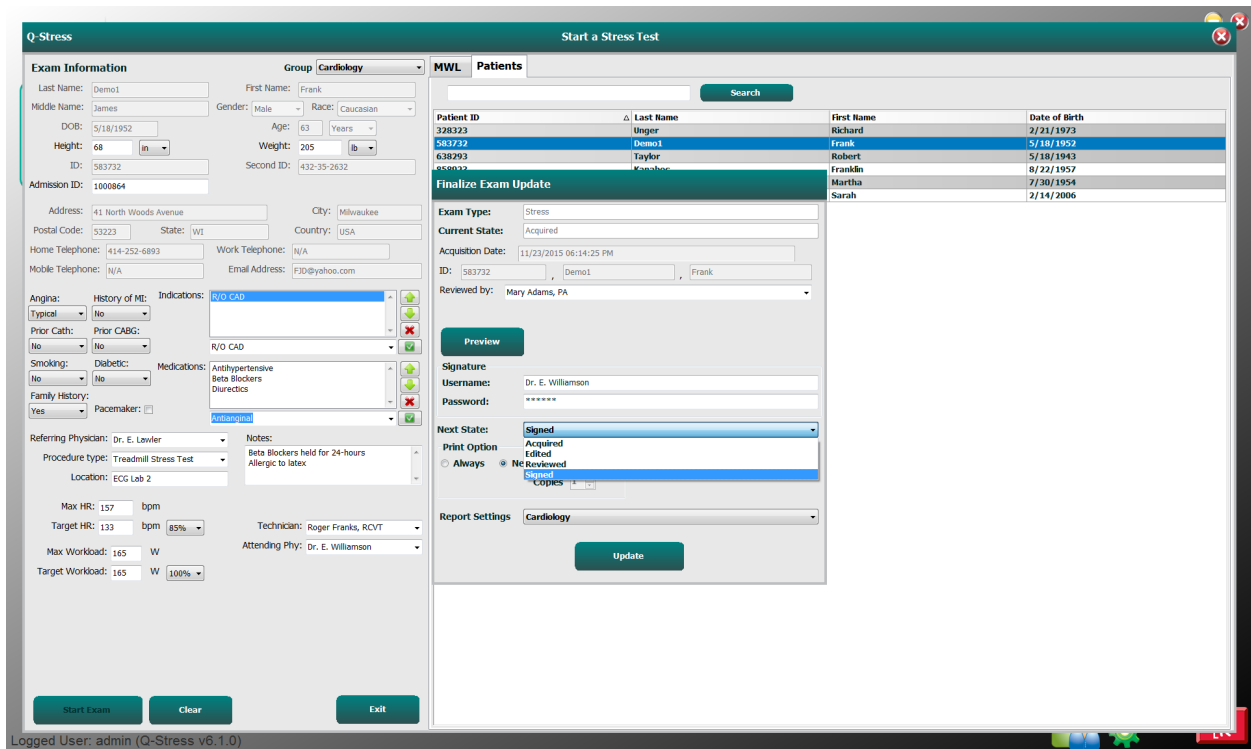 Q-Stress
Start a Stress Test
Exam Information
Group Cardiology
Last Name: Demo1
First Name: Frank
Middle Name: James
Gender: Male
Race: Caucasian
DOB: 5/18/1952
Age: 63 Years
Height: 68 in
Weight: 205 lb
ID: 583732
Second ID: 432-35-2632
Admission ID: 1000864
Address: 41 North Woods Avenue
City: Milwaukee
Postal Code: 53223
State: WI
Country: USA
Home Telephone: 414-252-6893
Work Telephone: N/A
Mobile Telephone: N/A
Email Address: FJD@yahoo.com
Angina: Typical
History of MI: No
Indications: R/O CAD
R/O CAD
Prior Cath: No
Prior CABG: No
Smoking: No
Diabetic: No
Medications: Antihypertensive
Beta Blockers
Diurectics
Antianginal
Family History: Yes
Pacemaker:
Referring Physician: Dr. E. Lawler
Procedure type: Treadmill Stress Test
Location: ECG Lab 2
Notes:
Beta Blockers held for 24-hours
Allergic to latex
Max HR: 157 bpm
Target HR: 133 bpm 85%
Technician: Roger Franks, RCVT
Max Workload: 165 W
Attending Phy: Dr. E. Williamson
Target Workload: 165 W 100%
Start Exam
Clear
Exit
MWL
Patients
Search
Patient ID Last Name First Name Date of Birth
328323 Unger Richard 2/21/1973
583732 Demo1 Frank 5/18/1952
638293 Taylor Robert 5/18/1943
Franklin 8/22/1957
Martha 7/30/1954
Sarah 2/14/2006
Finalize Exam Update
Exam Type: Stress
Current State: Acquired
Acquisition Date: 11/23/2015 06:14:25 PM
ID: 583732 , Demo1 , Frank
Reviewed by: Mary Adams, PA
Preview
Signature
Username: Dr. E. Williamson
Password: ******
Next State: Signed
Acquired
Edited
Reviewed
Signed
Print Option
Always
Copies 1
Report Settings Cardiology
Update
Logged User: admin (Q-Stress v6.1.0)